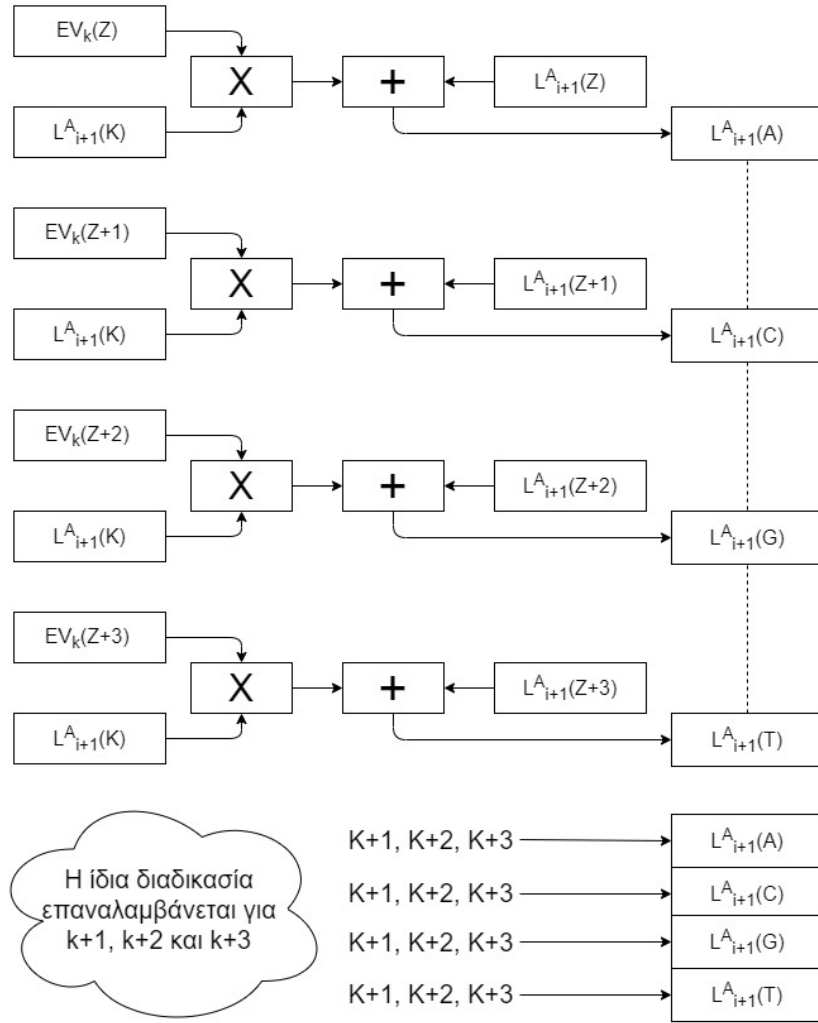 EVₖ(Z)
X
+
Lᴬᵢ₊₁(Z)
Lᴬᵢ₊₁(K)
Lᴬᵢ₊₁(A)
EVₖ(Z+1)
X
+
Lᴬᵢ₊₁(Z+1)
Lᴬᵢ₊₁(K)
Lᴬᵢ₊₁(C)
EVₖ(Z+2)
X
+
Lᴬᵢ₊₁(Z+2)
Lᴬᵢ₊₁(K)
Lᴬᵢ₊₁(G)
EVₖ(Z+3)
X
+
Lᴬᵢ₊₁(Z+3)
Lᴬᵢ₊₁(K)
Lᴬᵢ₊₁(T)
Η ίδια διαδικασία
επαναλαμβάνεται για
k+1, k+2 και k+3
K+1, K+2, K+3
Lᴬᵢ₊₁(A)
K+1, K+2, K+3
Lᴬᵢ₊₁(C)
K+1, K+2, K+3
Lᴬᵢ₊₁(G)
K+1, K+2, K+3
Lᴬᵢ₊₁(T)